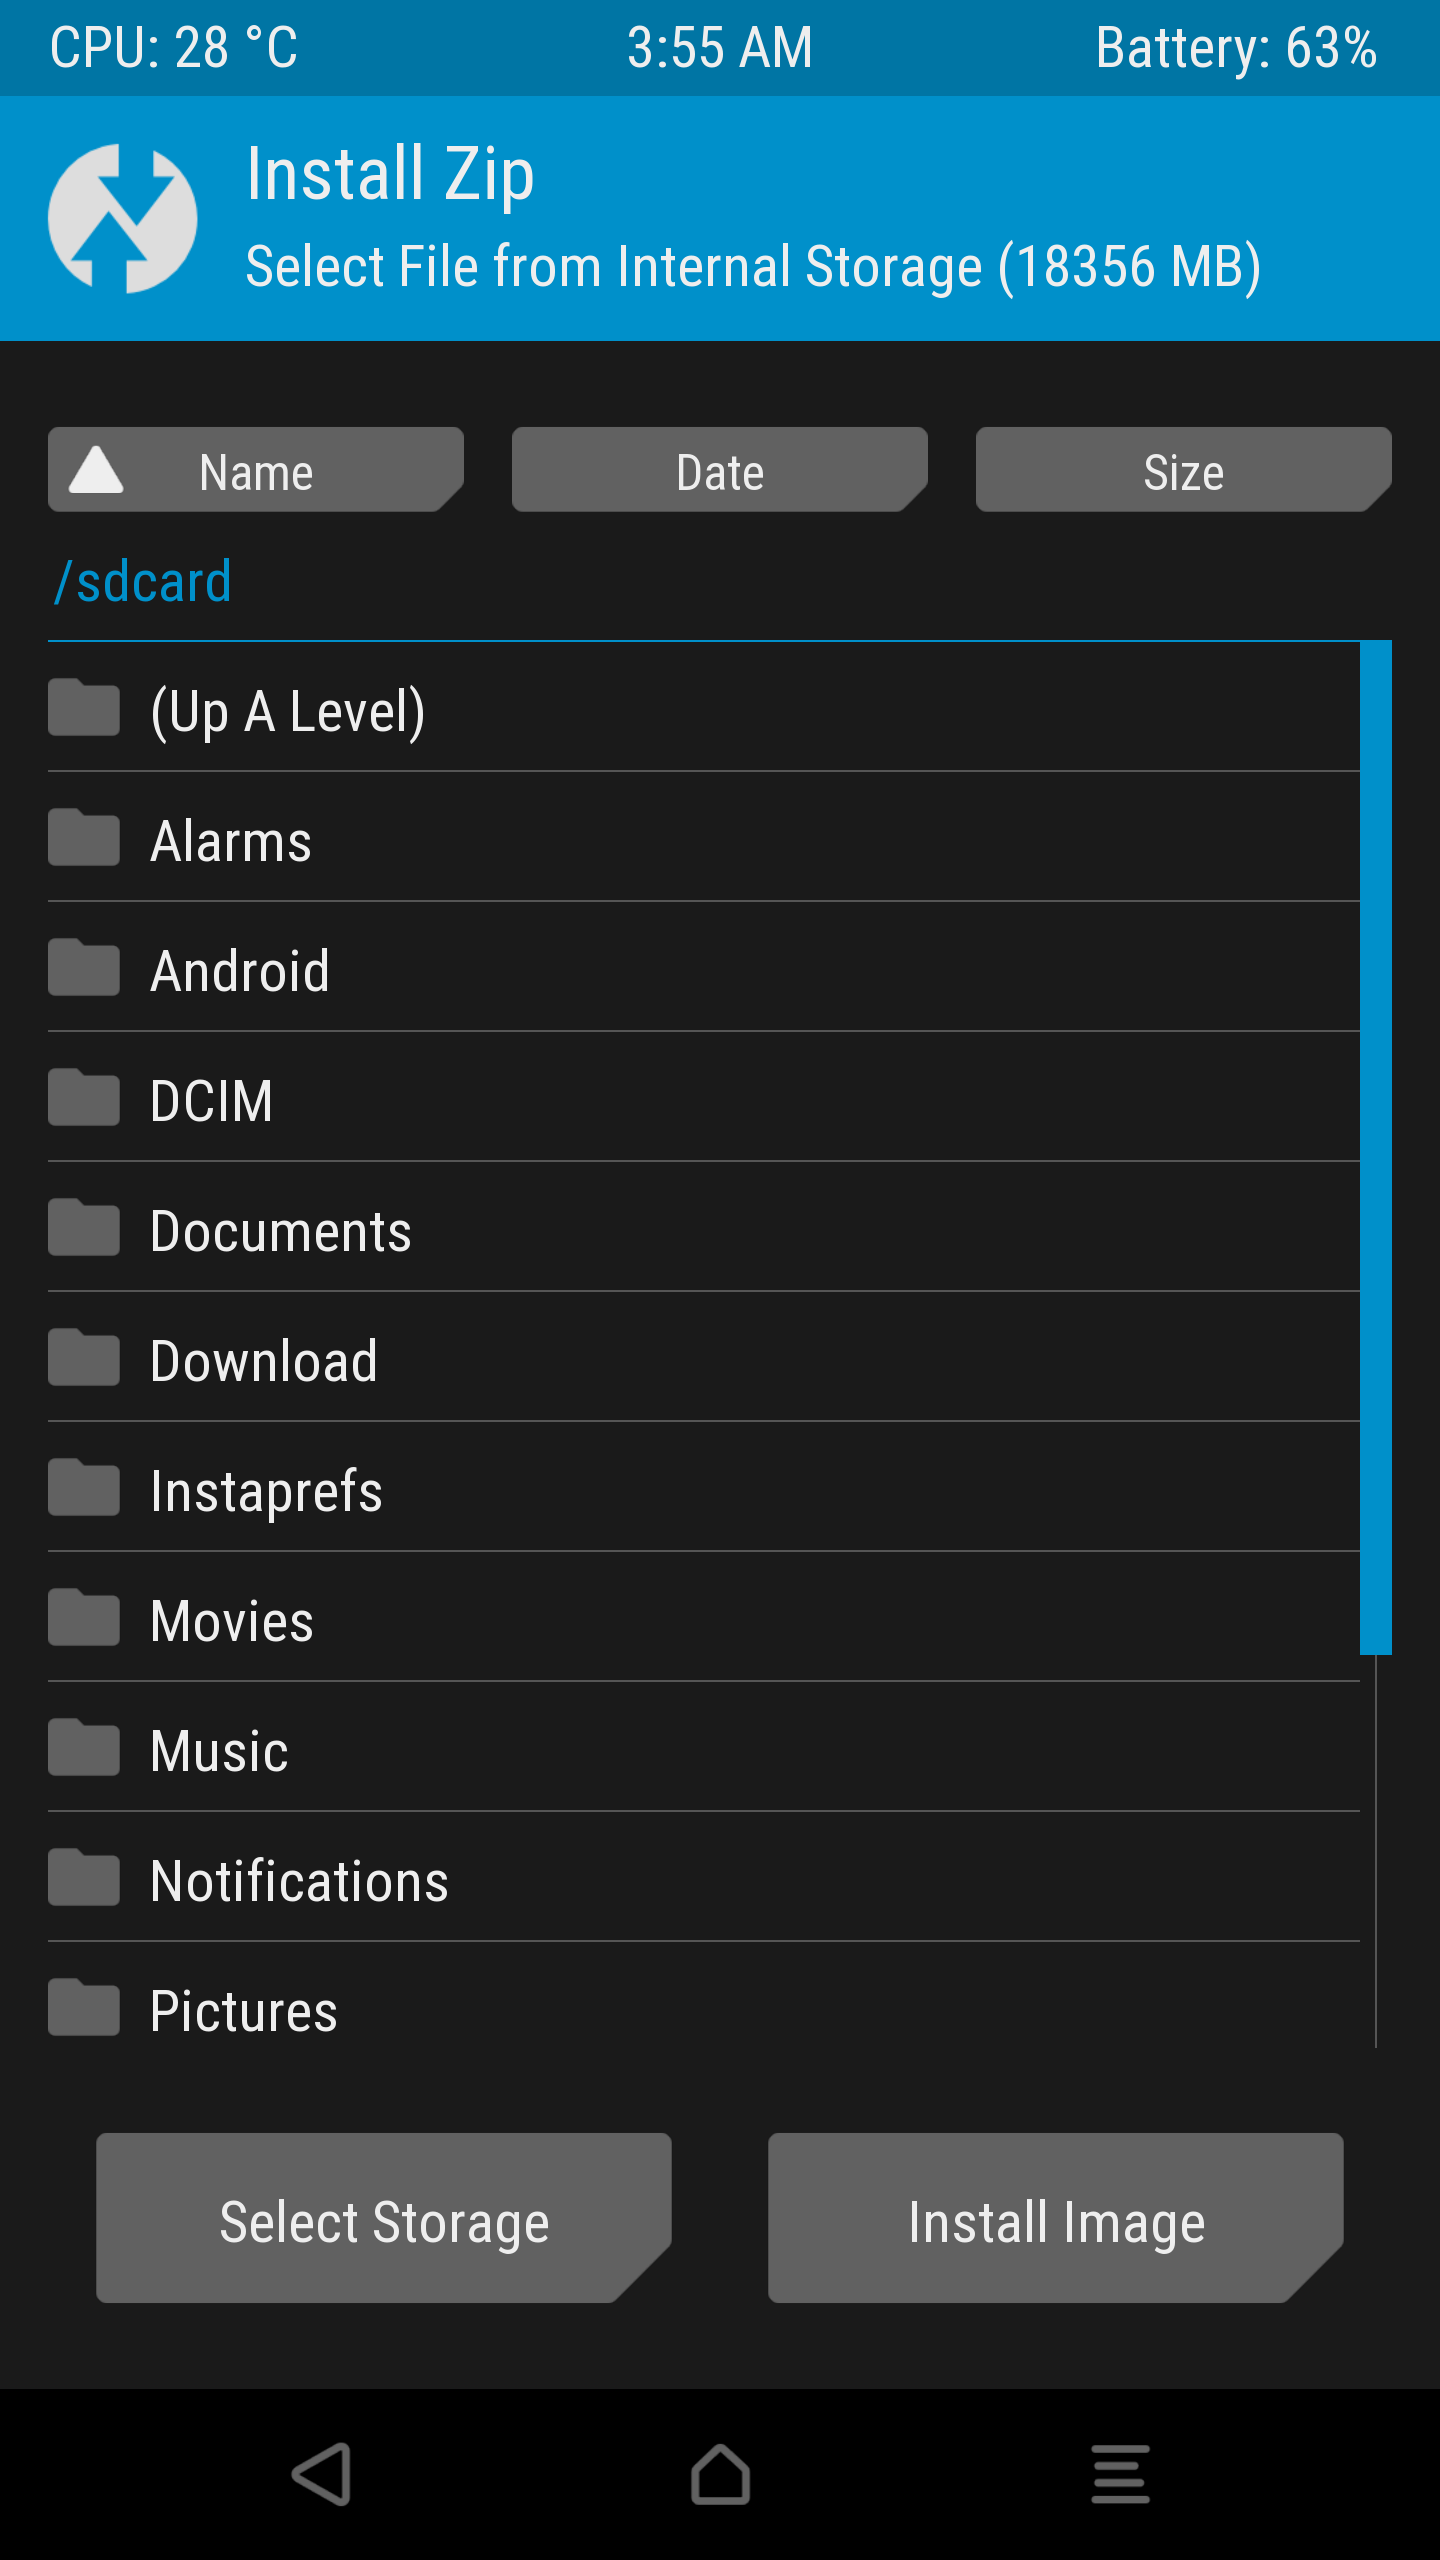 CPU: 28 °C 3:55 AM Battery: 63%
Install Zip
Select File from Internal Storage (18356 MB)
Name Date Size
/sdcard
(Up A Level)
Alarms
Android
DCIM
Documents
Download
Instaprefs
Movies
Music
Notifications
Pictures
Select Storage Install Image